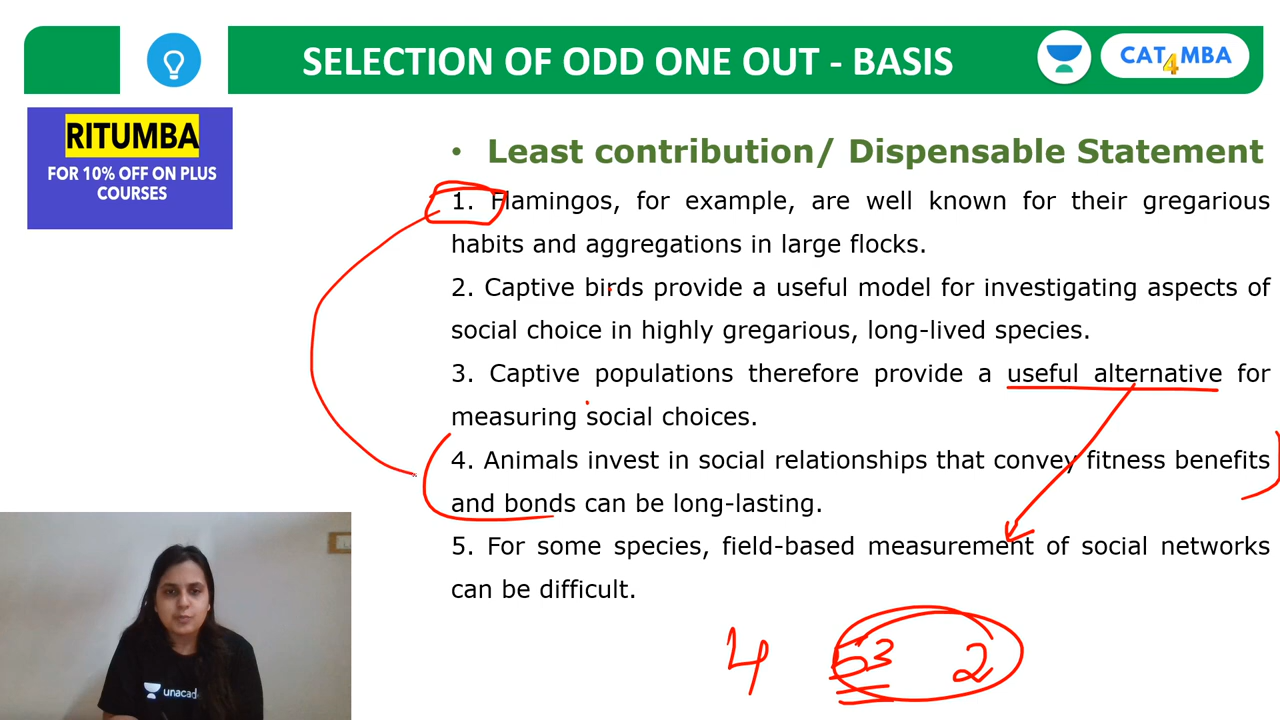 SELECTION OF ODD ONE OUT - BASIS
CAT4MBA
RITUMBA
FOR 10% OFF ON PLUS
COURSES
• Least contribution/ Dispensable Statement
1. Flamingos, for example, are well known for their gregarious
habits and aggregations in large flocks.
2. Captive birds provide a useful model for investigating aspects of
social choice in highly gregarious, long-lived species.
3. Captive populations therefore provide a useful alternative for
measuring social choices.
4. Animals invest in social relationships that convey fitness benefits
and bonds can be long-lasting.
5. For some species, field-based measurement of social networks
can be difficult.
4 53 2
unacad